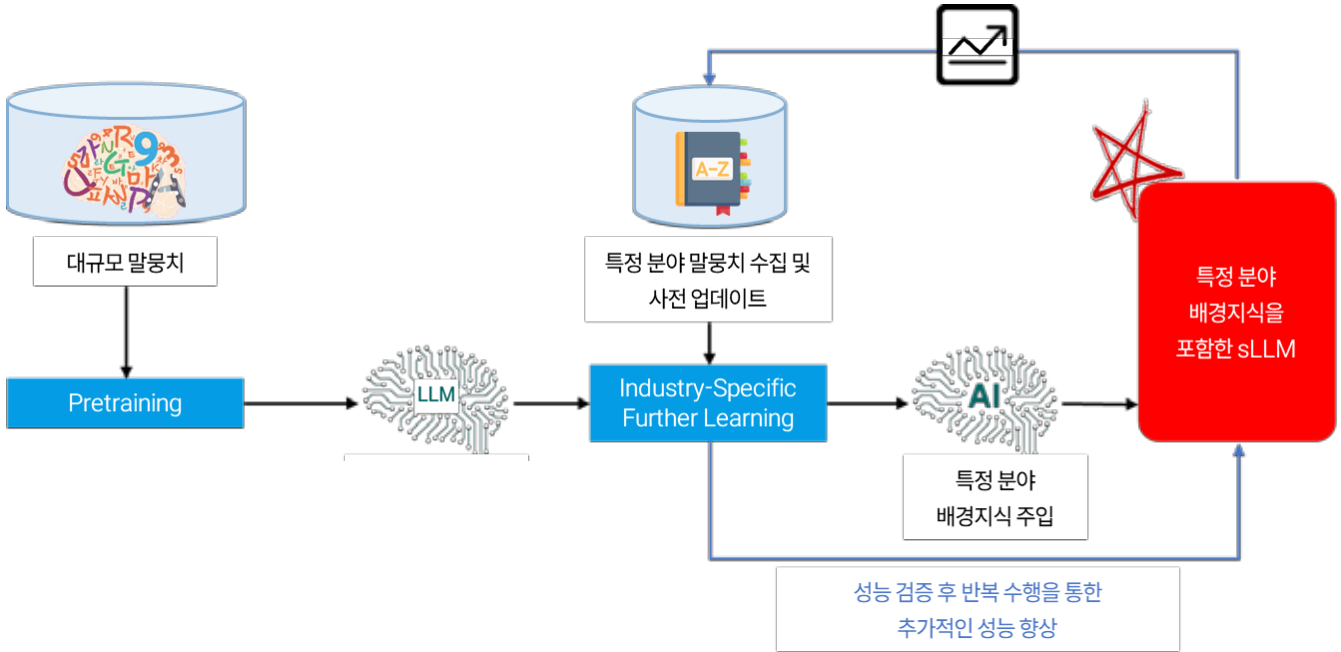 대규모 말뭉치
Pretraining
LLM
A-Z
특정 분야 말뭉치 수집 및
사전 업데이트
Industry-Specific
Further Learning
AI
특정 분야
배경지식 주입
특정 분야
배경지식을
포함한 sLLM
성능 검증 후 반복 수행을 통한
추가적인 성능 향상